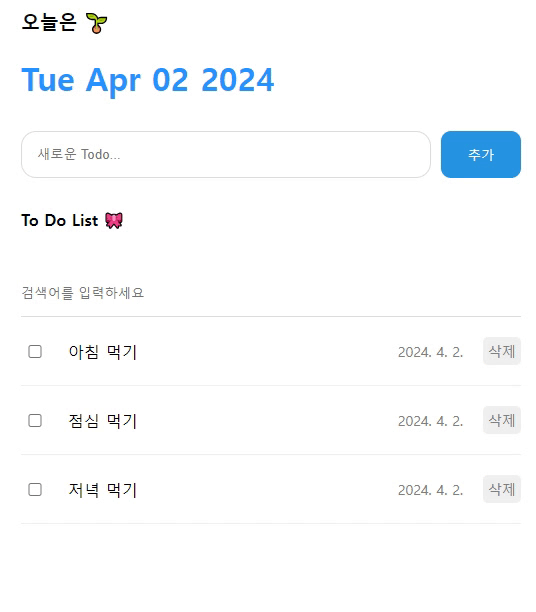 오늘은 🌱
Tue Apr 02 2024
새로운 Todo...
추가
To Do List 🎀
검색어를 입력하세요
아침 먹기 2024. 4. 2. 삭제
점심 먹기 2024. 4. 2. 삭제
저녁 먹기 2024. 4. 2. 삭제